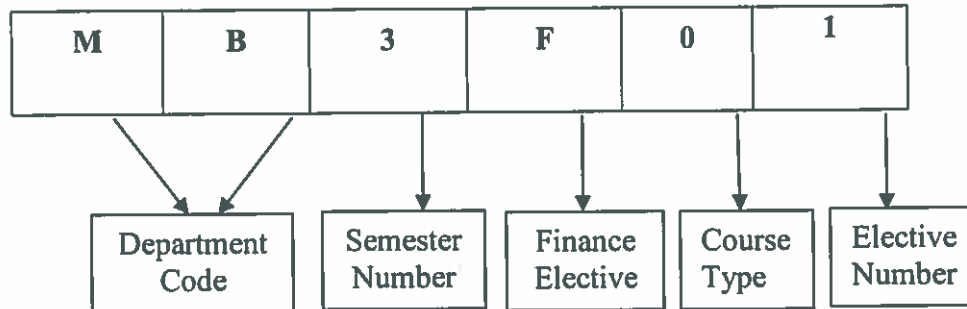 M B 3 F 0 1
Department Semester Finance Course Elective
Code Number Elective Type Number